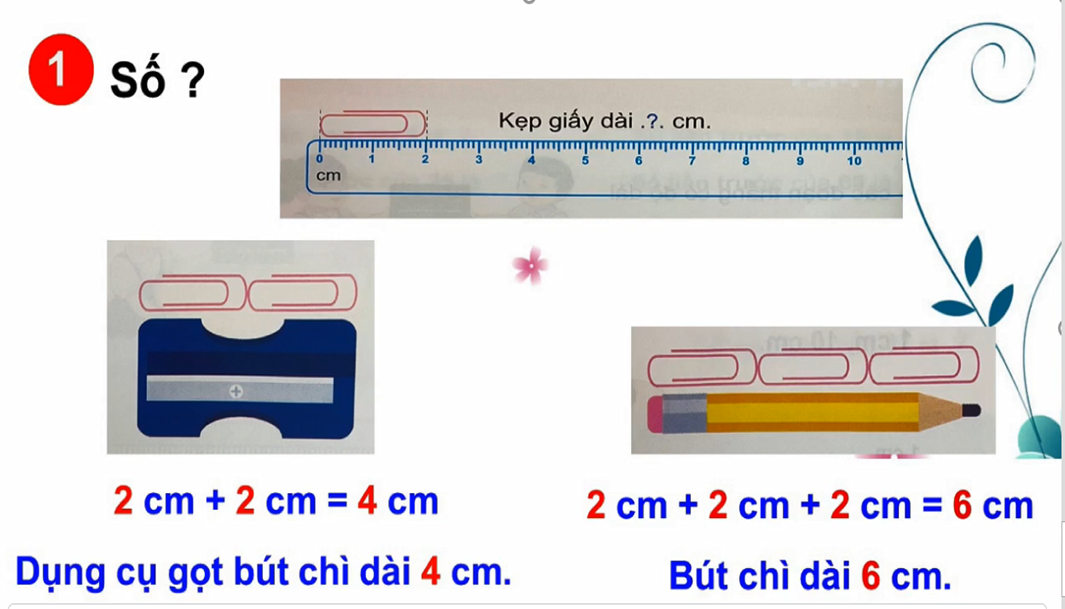 1 Số ?
Kẹp giấy dài .?. cm.
0 1 2 3 4 5 6 7 8 9 10
cm
2 cm + 2 cm = 4 cm
2 cm + 2 cm + 2 cm = 6 cm
Dụng cụ gọt bút chì dài 4 cm.
Bút chì dài 6 cm.